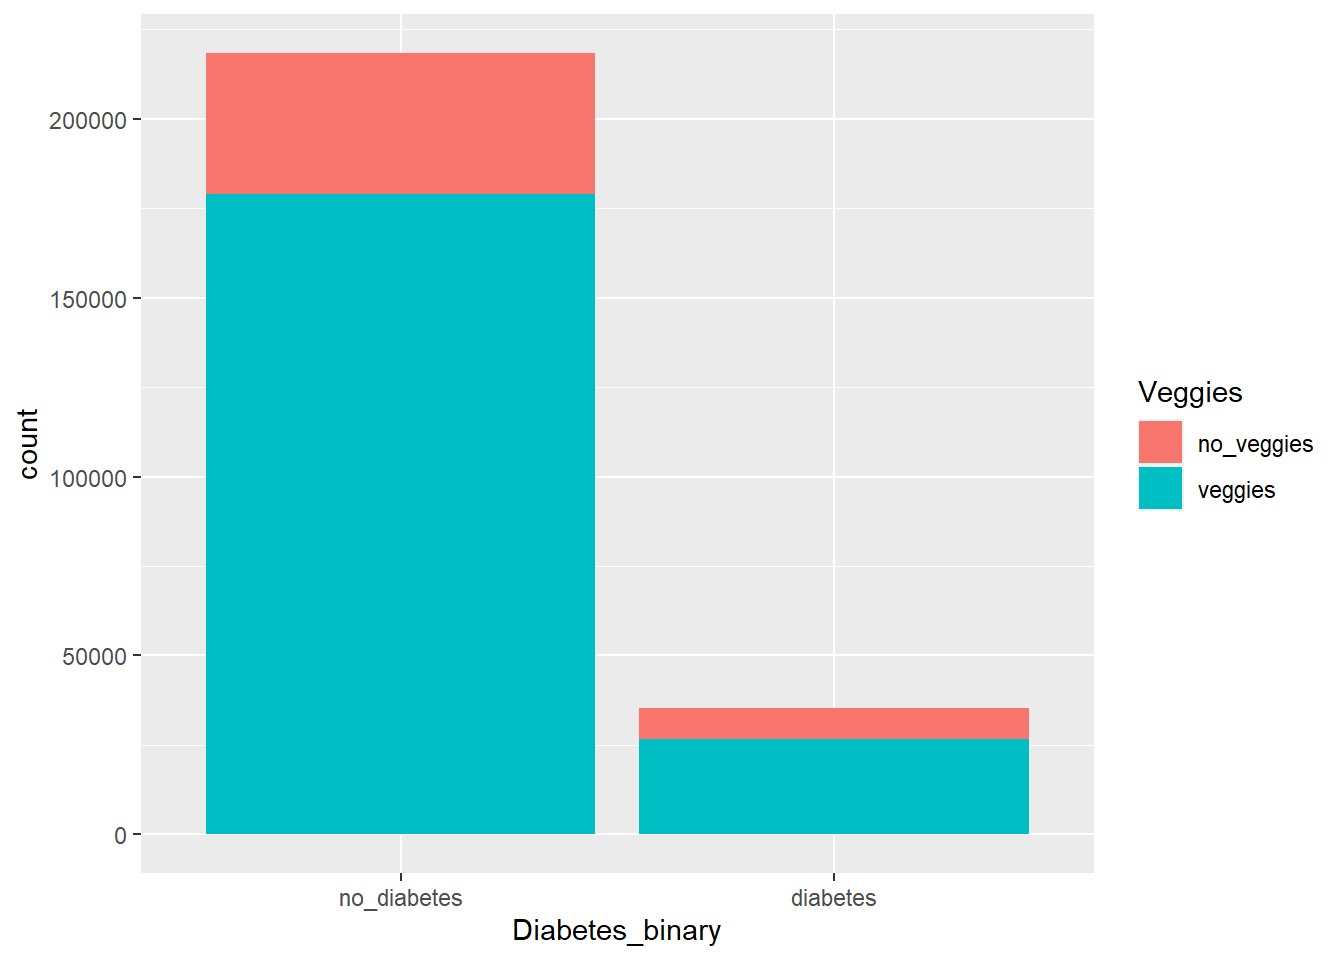 200000
150000
100000
50000
0
count
no_diabetes
diabetes
Diabetes_binary
Veggies
no_veggies
veggies